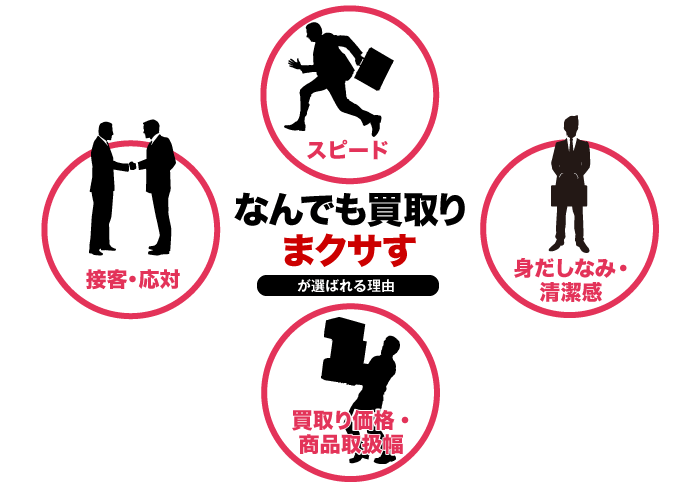 スピード
なんでも買取り
まクサす
が選ばれる理由
接客・応対
身だしなみ・
清潔感
買取り価格・
商品取扱幅